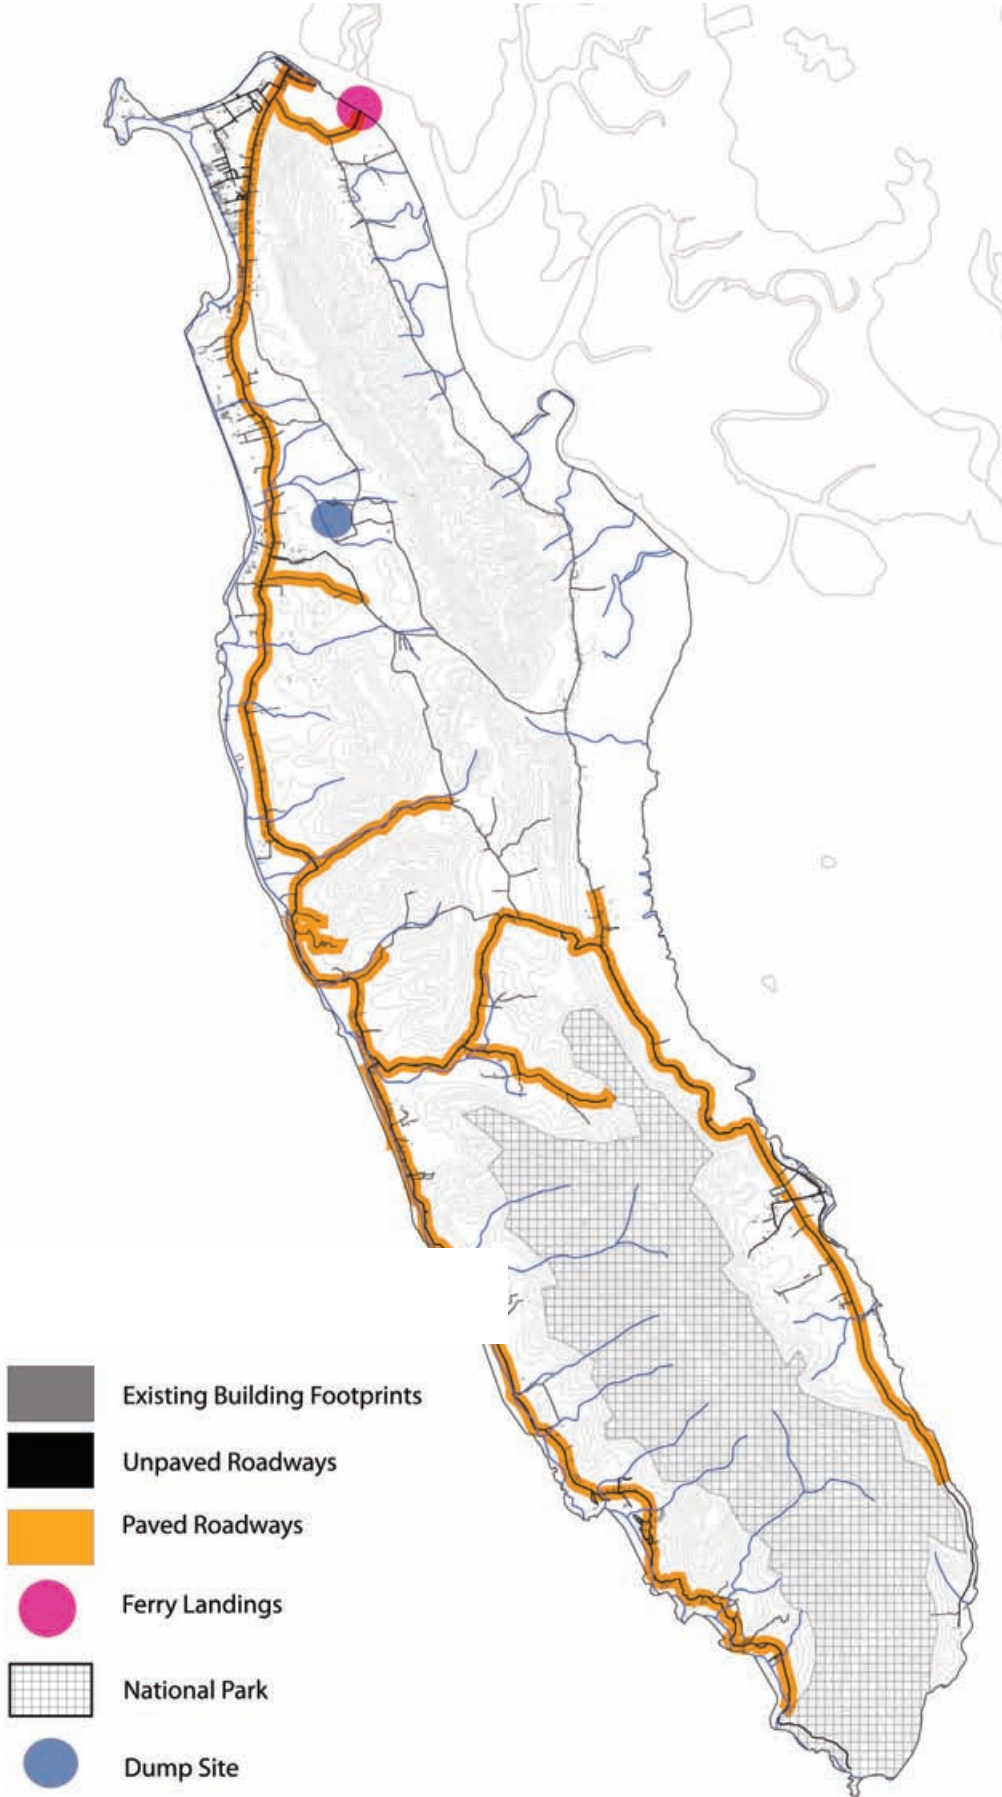 Existing Building Footprints
Unpaved Roadways
Paved Roadways
Ferry Landings
National Park
Dump Site